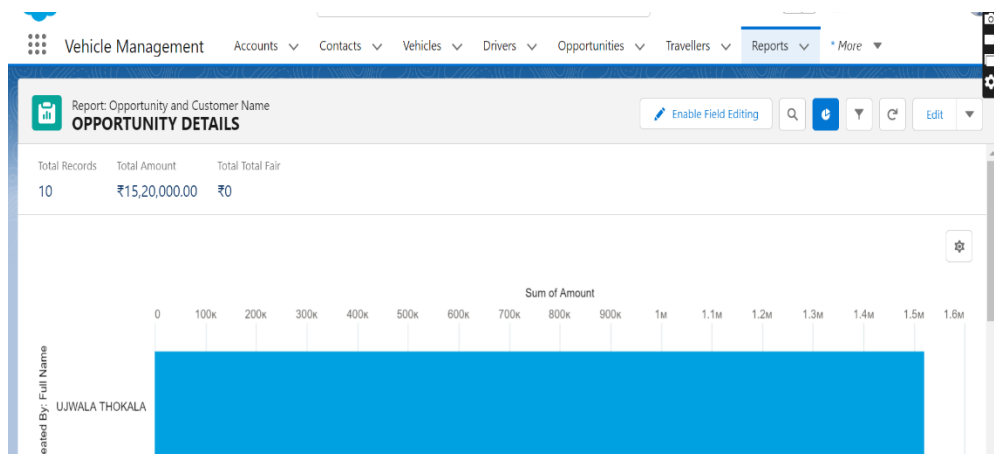 Vehicle Management Accounts Contacts Vehicles Drivers Opportunities Travellers Reports * More
Report: Opportunity and Customer Name
OPPORTUNITY DETAILS
Enable Field Editing
Edit
Total Records Total Amount Total Total Fair
10 ₹15,20,000.00 ₹0
Sum of Amount
0 100K 200K 300K 400K 500K 600K 700K 800K 900K 1M 1.1M 1.2M 1.3M 1.4M 1.5M 1.6M
eated By: Full Name
UJWALA THOKALA